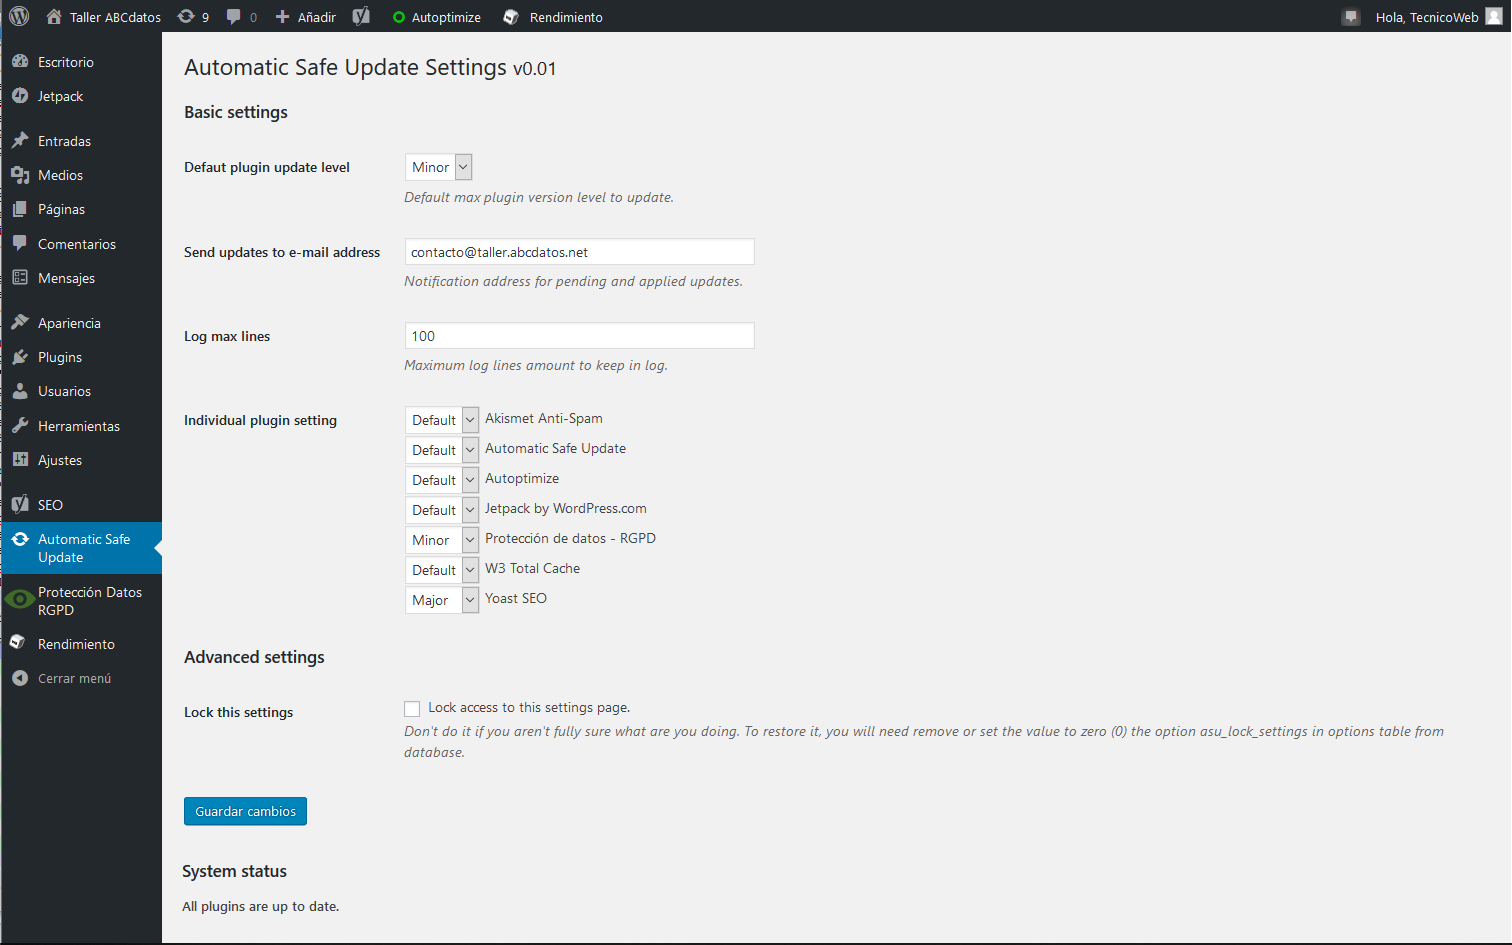 Taller ABCdatos 9 0 Añadir Autoptimize Rendimiento Hola, TecnicoWeb
Escritorio
Jetpack
Entradas
Medios
Páginas
Comentarios
Mensajes
Apariencia
Plugins
Usuarios
Herramientas
Ajustes
SEO
Automatic Safe
Update
Protección Datos
RGPD
Rendimiento
Cerrar menú
Automatic Safe Update Settings v0.01
Basic settings
Defaut plugin update level Minor
Default max plugin version level to update.
Send updates to e-mail address contacto@taller.abcdatos.net
Notification address for pending and applied updates.
Log max lines 100
Maximum log lines amount to keep in log.
Individual plugin setting Default Akismet Anti-Spam
Default Automatic Safe Update
Default Autoptimize
Default Jetpack by WordPress.com
Minor Protección de datos - RGPD
Default W3 Total Cache
Major Yoast SEO
Advanced settings
Lock this settings Lock access to this settings page.
Don't do it if you aren't fully sure what are you doing. To restore it, you will need remove or set the value to zero (0) the option asu_lock_settings in options table from
database.
Guardar cambios
System status
All plugins are up to date.